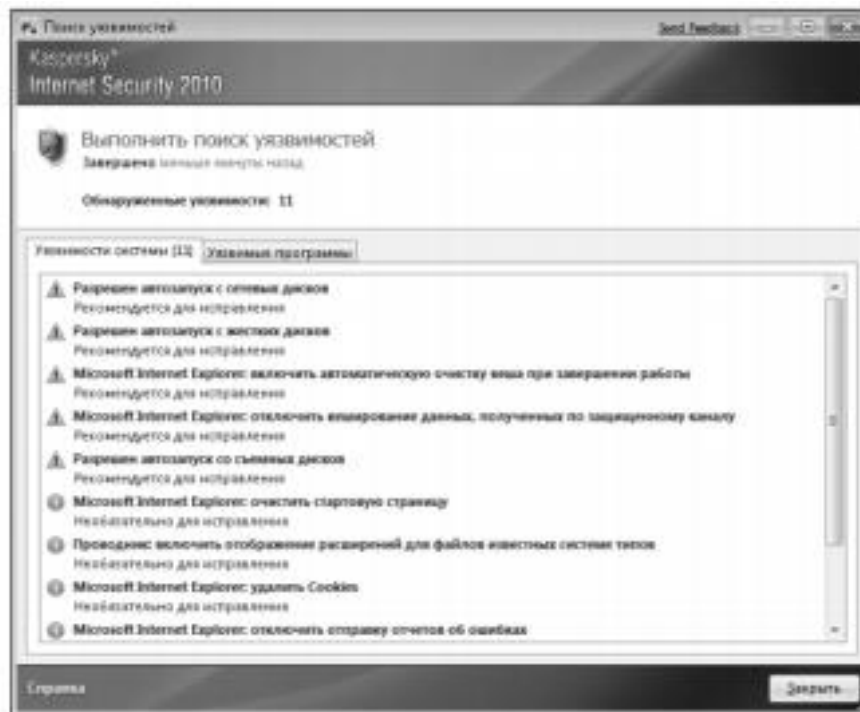 Поиск уязвимостей
Send Feedback
Kaspersky®
Internet Security 2010
Выполнить поиск уязвимостей
Завершено меньше минуты назад
Обнаруженные уязвимости: 11
Уязвимости системы (11) Уязвимые программы
Разрешен автозапуск с сетевых дисков
Рекомендуется для исправления
Разрешен автозапуск с жестких дисков
Рекомендуется для исправления
Microsoft Internet Explorer: включить автоматическую очистку кеша при завершении работы
Рекомендуется для исправления
Microsoft Internet Explorer: отключить кеширование данных, полученных по защищенному каналу
Рекомендуется для исправления
Разрешен автозапуск со съемных дисков
Рекомендуется для исправления
Microsoft Internet Explorer: очистить стартовую страницу
Необязательно для исправления
Проводник: включить отображение расширений для файлов известных системе типов
Необязательно для исправления
Microsoft Internet Explorer: удалить Cookies
Необязательно для исправления
Microsoft Internet Explorer: отключить отправку отчетов об ошибках
Справка
Закрыть